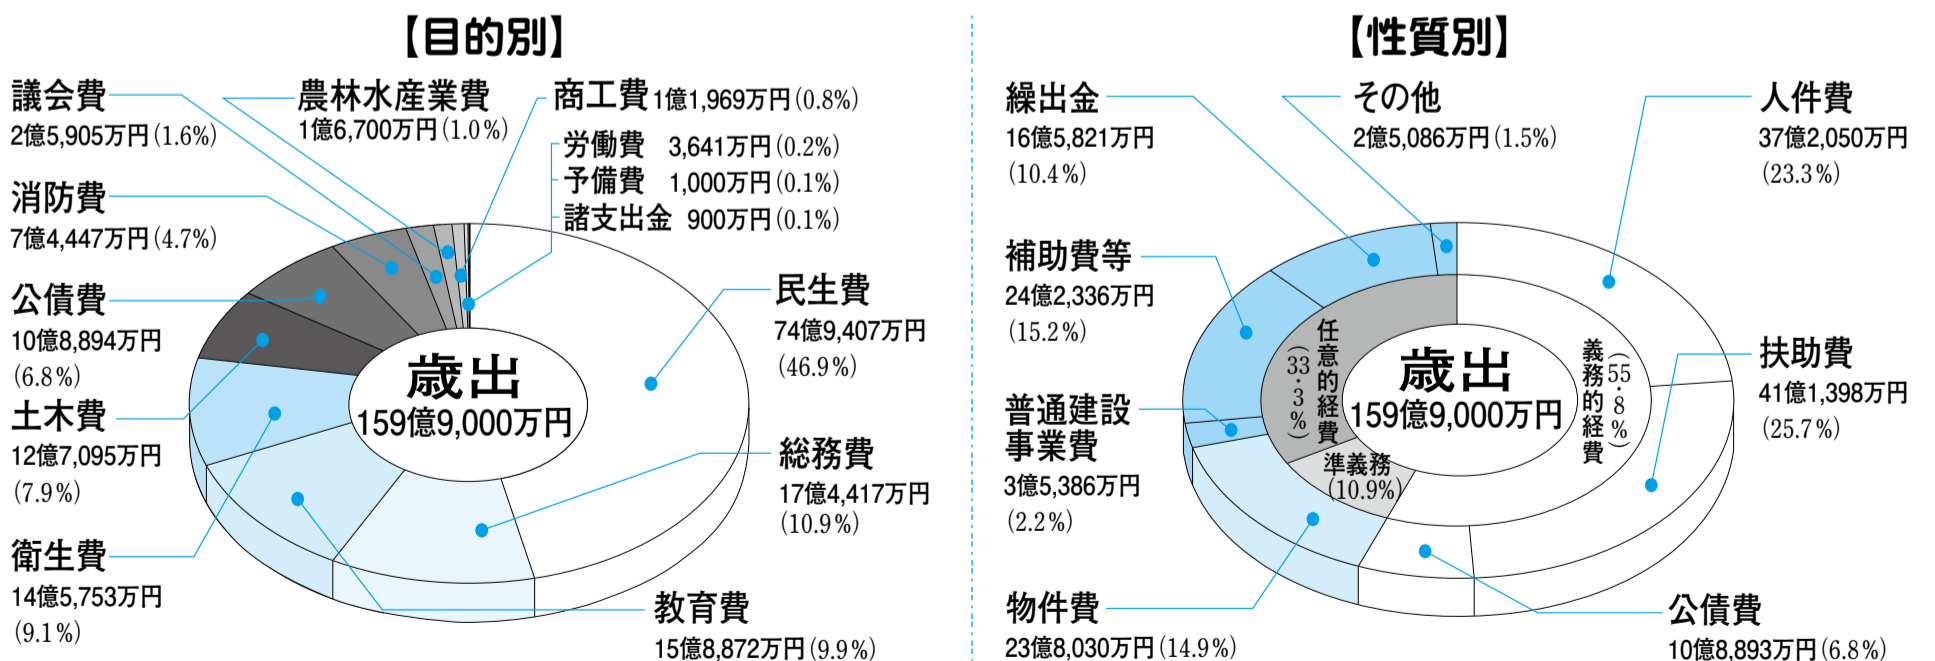 【目的別】
議会費
2億5,905万円(1.6%)
農林水産業費
1億6,700万円(1.0%)
商工費 1億1,969万円(0.8%)
労働費 3,641万円(0.2%)
予備費 1,000万円(0.1%)
諸支出金 900万円(0.1%)
消防費
7億4,447万円(4.7%)
公債費
10億8,894万円
(6.8%)
土木費
12億7,095万円
(7.9%)
衛生費
14億5,753万円
(9.1%)
民生費
74億9,407万円
(46.9%)
総務費
17億4,417万円
(10.9%)
教育費
15億8,872万円(9.9%)
歳出
159億9,000万円
【性質別】
繰出金
16億5,821万円
(10.4%)
その他
2億5,086万円(1.5%)
人件費
37億2,050万円
(23.3%)
補助費等
24億2,336万円
(15.2%)
普通建設
事業費
3億5,386万円
(2.2%)
物件費
23億8,030万円(14.9%)
扶助費
41億1,398万円
(25.7%)
公債費
10億8,893万円(6.8%)
任意的経費
(33.3%)
準義務
(10.9%)
義務的経費
(55.8%)
歳出
159億9,000万円